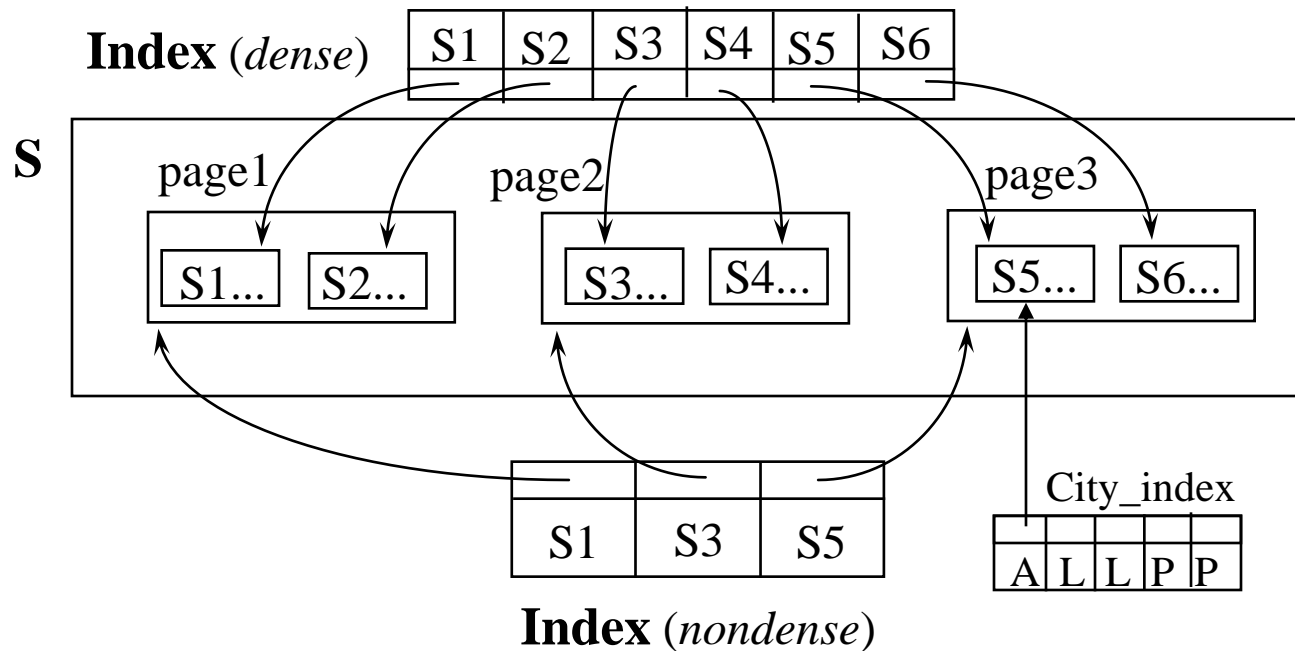 Index (dense)
S1 S2 S3 S4 S5 S6
S
page1 page2 page3
S1... S2... S3... S4... S5... S6...
City_index
S1 S3 S5
A L L P P
Index (nondense)